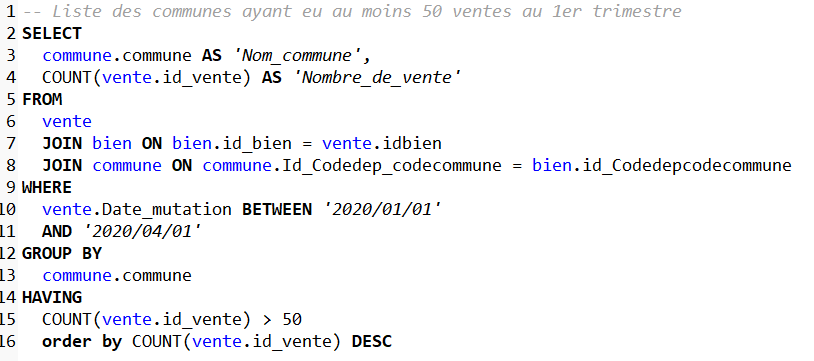 1 -- Liste des communes ayant eu au moins 50 ventes au 1er trimestre
2 SELECT
3 commune.commune AS 'Nom_commune',
4 COUNT(vente.id_vente) AS 'Nombre_de_vente'
5 FROM
6 vente
7 JOIN bien ON bien.id_bien = vente.idbien
8 JOIN commune ON commune.Id_Codedep_codecommune = bien.id_Codedepcodecommune
9 WHERE
10 vente.Date_mutation BETWEEN '2020/01/01'
11 AND '2020/04/01'
12 GROUP BY
13 commune.commune
14 HAVING
15 COUNT(vente.id_vente) > 50
16 order by COUNT(vente.id_vente) DESC